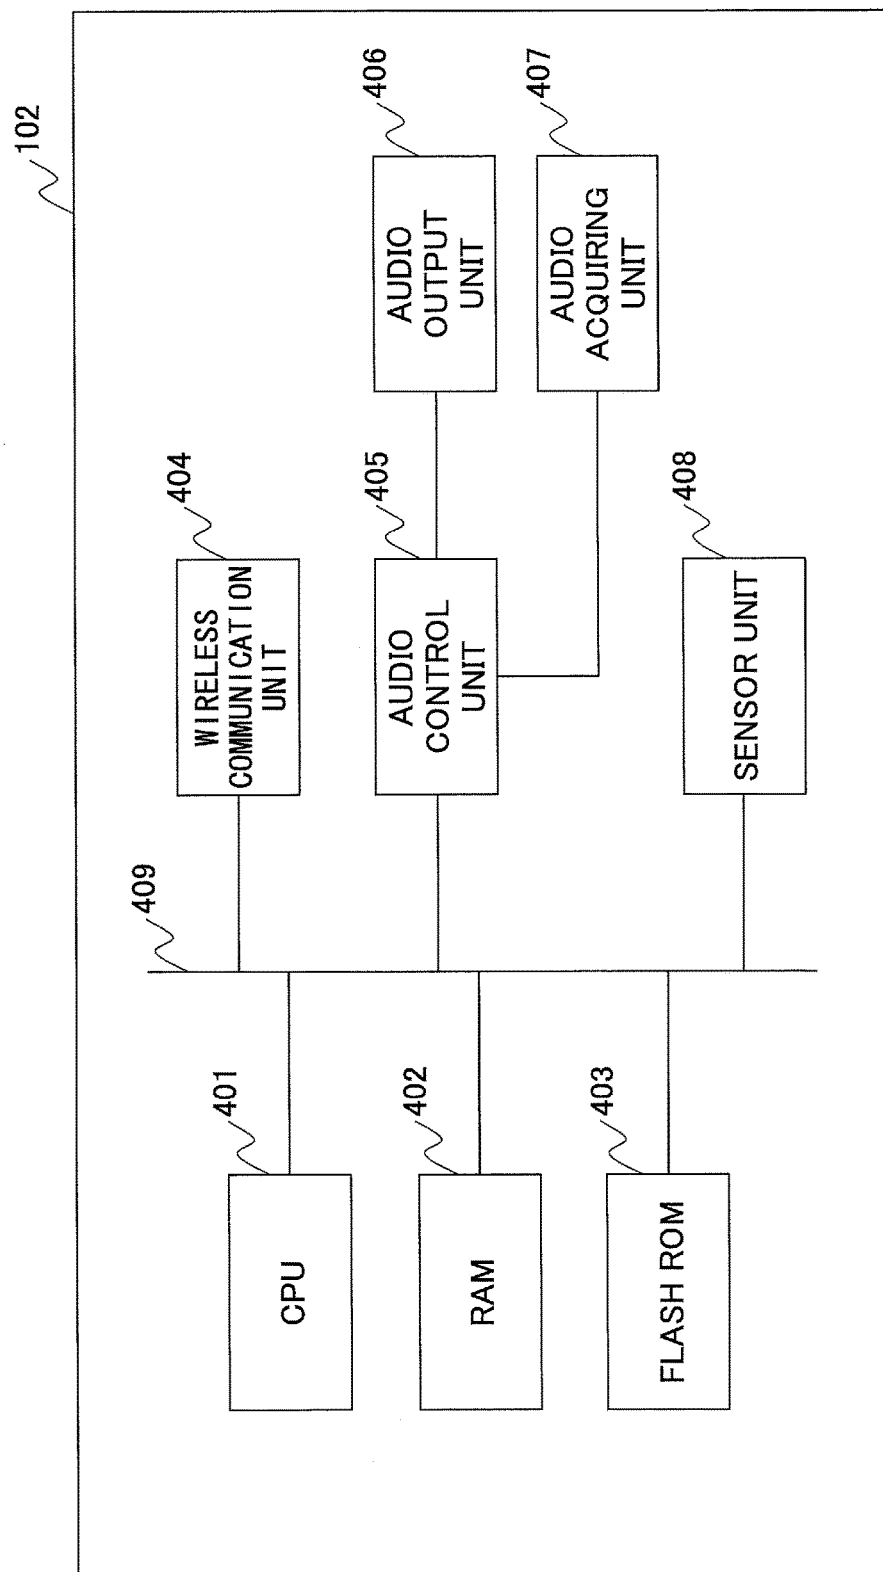 102
409
401
CPU
402
RAM
403
FLASH ROM
404
WIRELESS
COMMUNICATION
UNIT
405
AUDIO
CONTROL
UNIT
406
AUDIO
OUTPUT
UNIT
407
AUDIO
ACQUIRING
UNIT
408
SENSOR UNIT